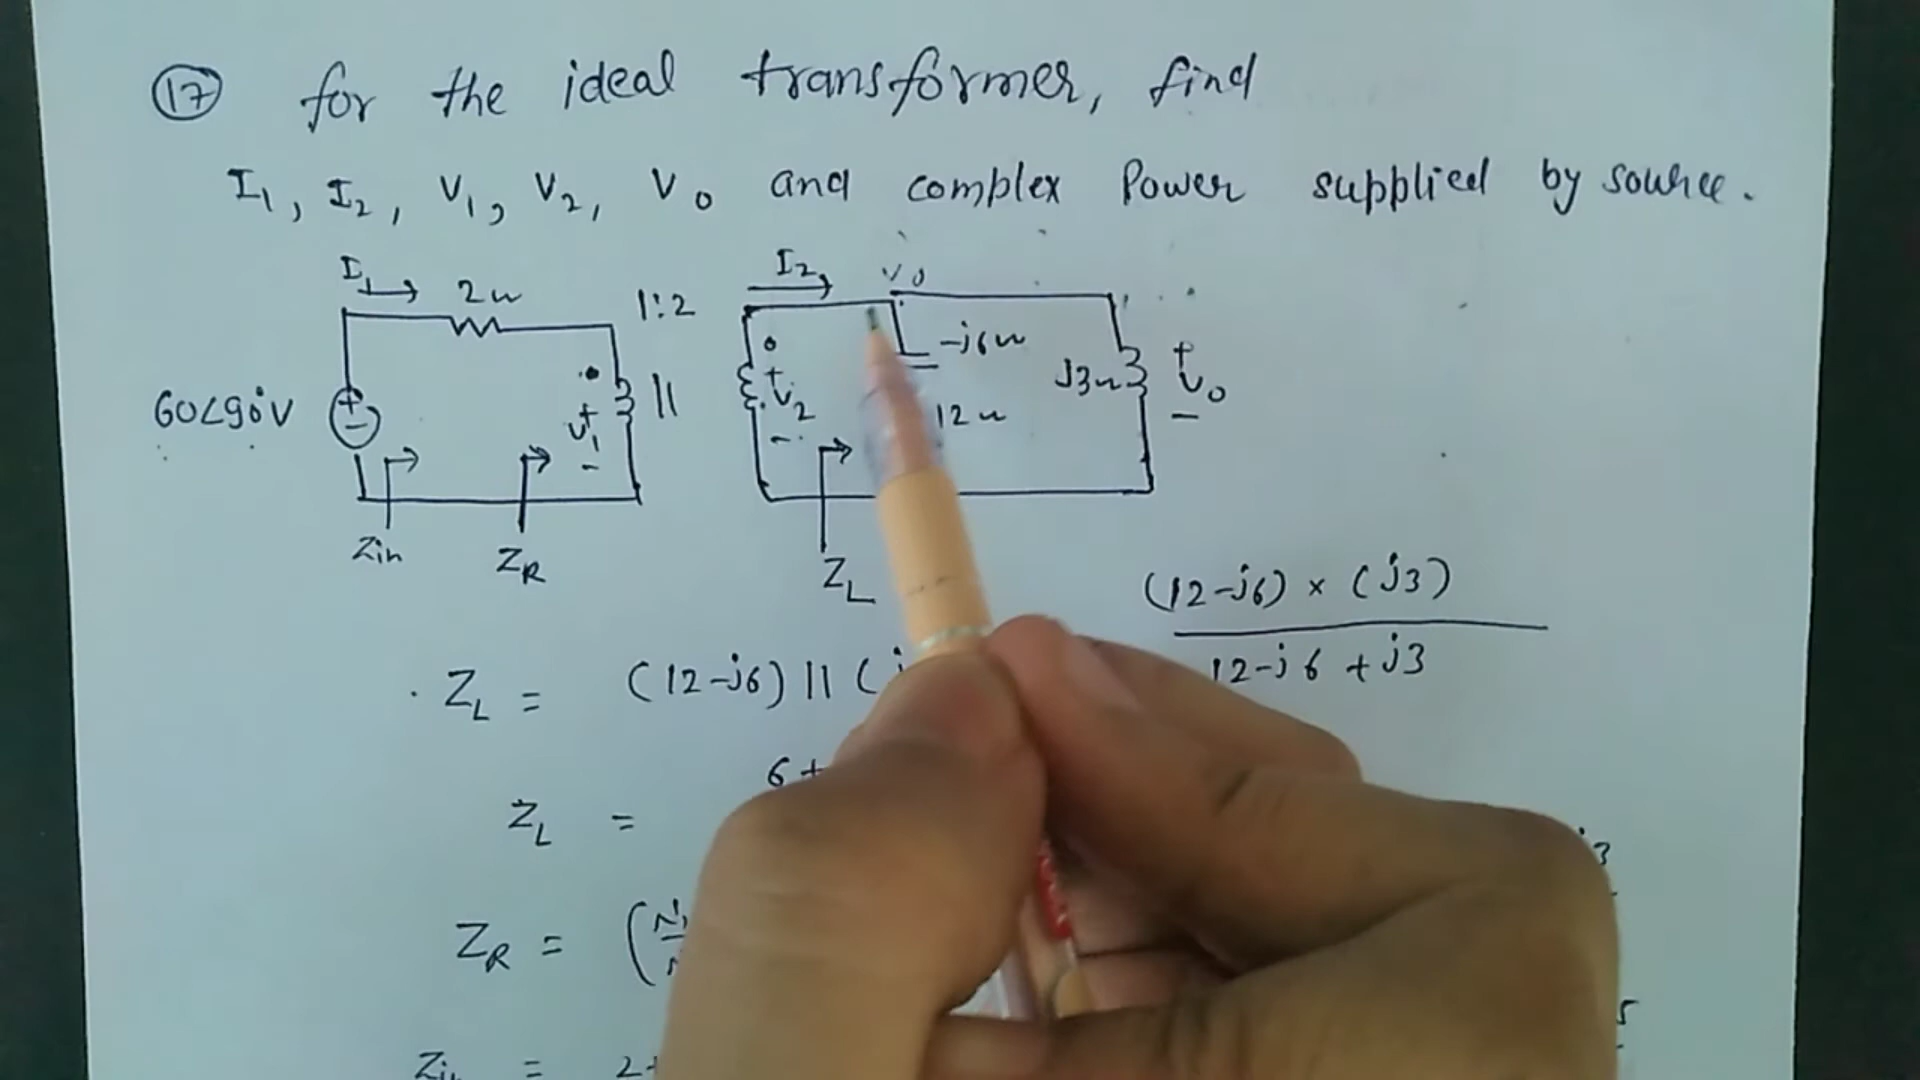 17 for the ideal transformer, find
I1, I2, V1, V2, V0 and complex Power supplied by source.
I1 2ω 1:2 I2 V0
-j6ω
60<90°V + - + V1 - || + V2 - 12ω j3ω + V0 -
Zin ZR ZL
(12-j6) × (j3)
ZL = (12-j6) || (j
12-j6 +j3
ZL = 6+
ZR = (N1
Zin = 2+